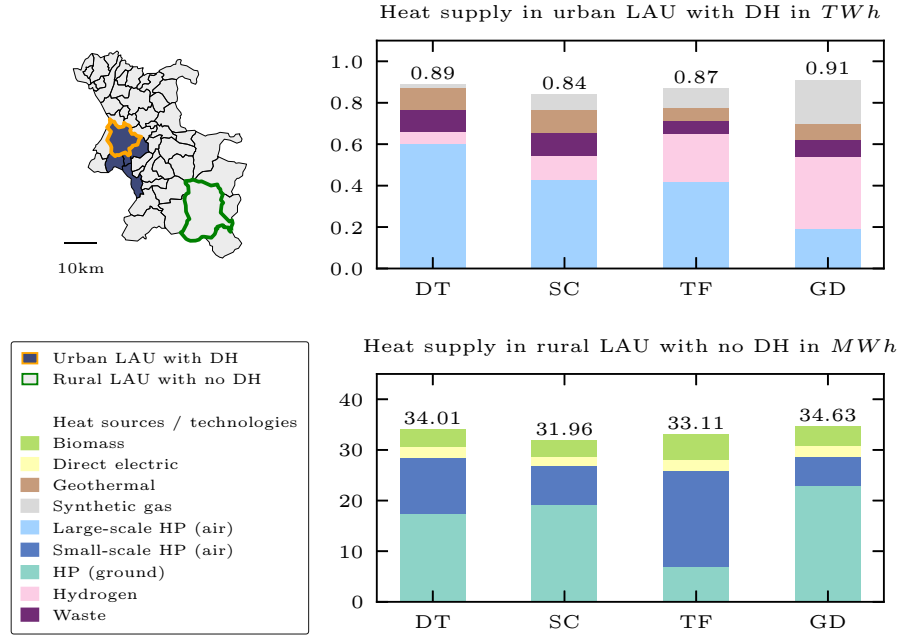 Heat supply in urban LAU with DH in TWh
10km
1.0
0.8
0.6
0.4
0.2
0.0
0.89
0.84
0.87
0.91
DT
SC
TF
GD
Urban LAU with DH
Rural LAU with no DH
Heat sources / technologies
Biomass
Direct electric
Geothermal
Synthetic gas
Large-scale HP (air)
Small-scale HP (air)
HP (ground)
Hydrogen
Waste
Heat supply in rural LAU with no DH in MWh
40
30
20
10
0
34.01
31.96
33.11
34.63
DT
SC
TF
GD